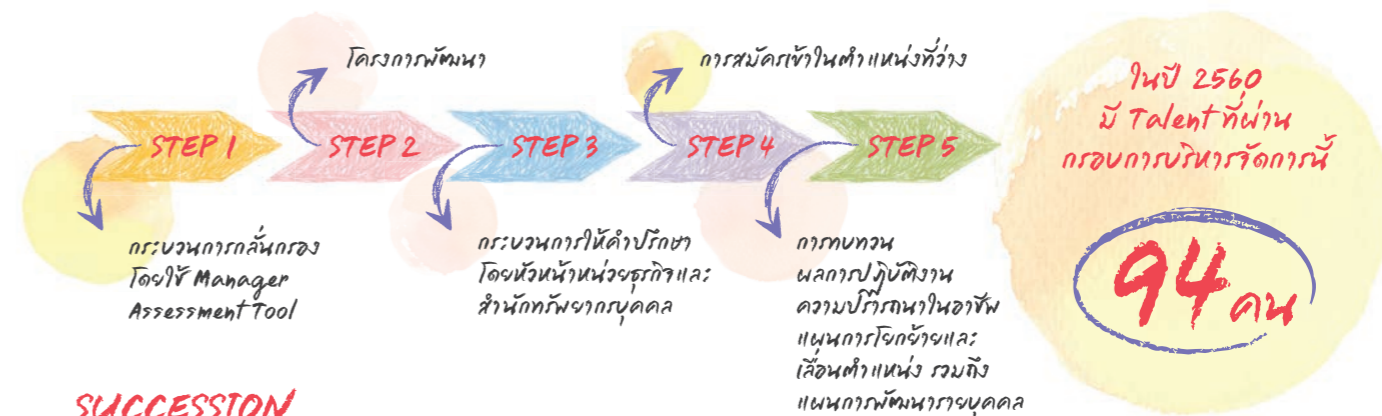 โครงการพัฒนา
การสมัครเข้าในตำแหน่งที่ว่าง
STEP 1
STEP 2
STEP 3
STEP 4
STEP 5
กระบวนการกลั่นกรอง
โดยใช้ Manager
Assessment Tool
กระบวนการให้คำปรึกษา
โดยหัวหน้าหน่วยธุรกิจและ
สำนักทรัพยากรบุคคล
การทบทวน
ผลการปฏิบัติงาน
ความปรารถนาในอาชีพ
แผนการโยกย้ายและ
เลื่อนตำแหน่ง รวมถึง
แผนการพัฒนารายบุคคล
ในปี 2560
มี Talent ที่ผ่าน
กรอบการบริหารจัดการนี้
94 คน
SUCCESSION